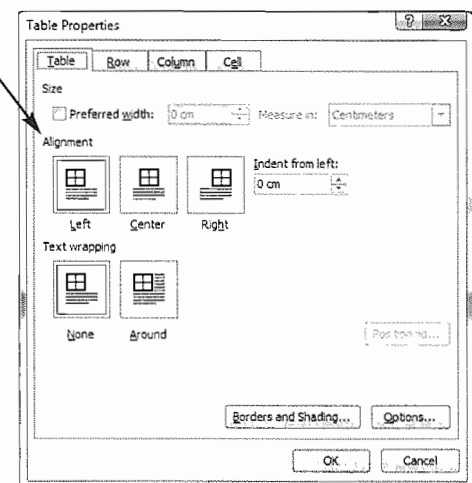 Table Properties
Table Row Column Cell
Size
Preferred width: 0 cm Measure in: Centimeters
Alignment
Indent from left:
0 cm
Left Center Right
Text wrapping
None Around
Positioning...
Borders and Shading... Options...
OK Cancel